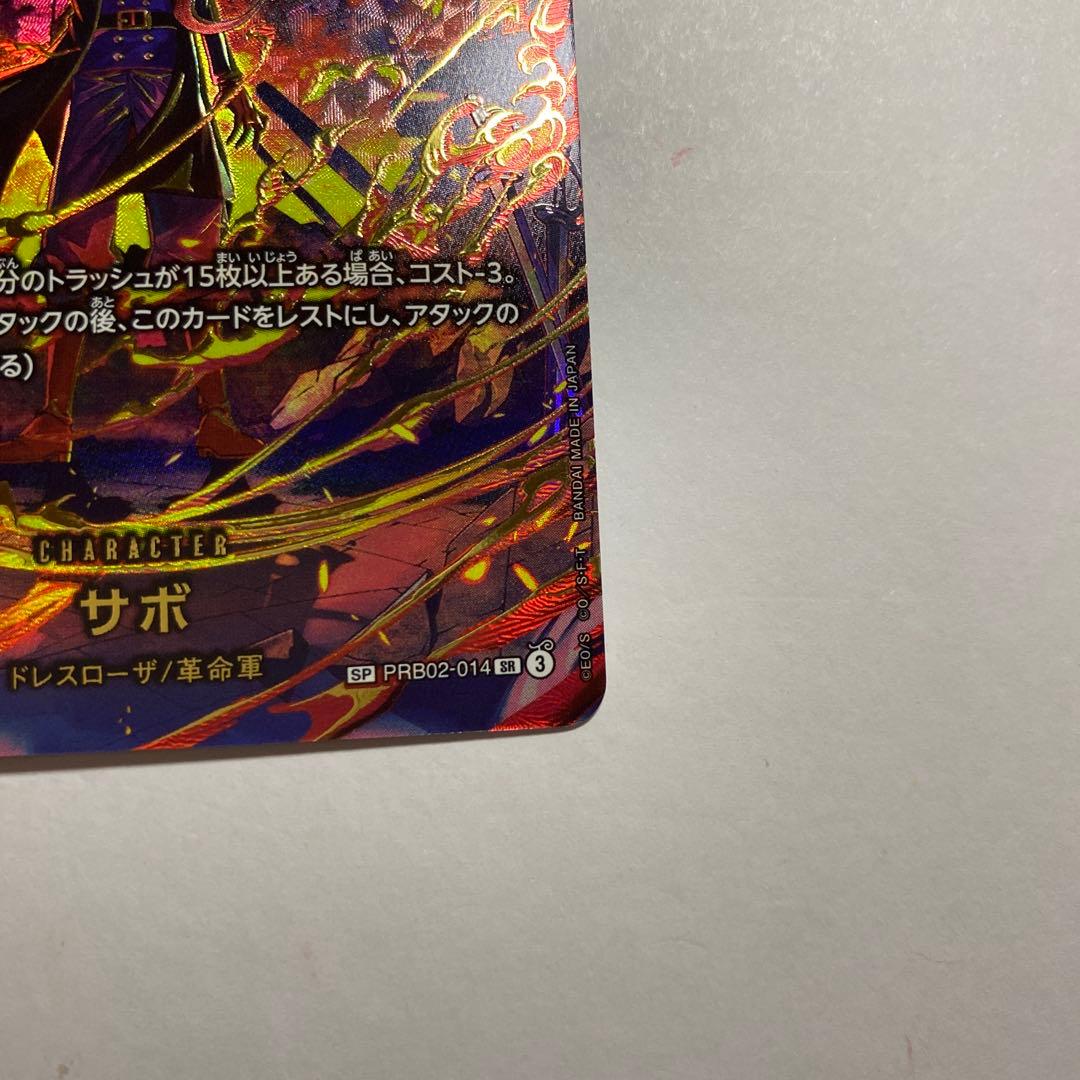 分のトラッシュが15枚以上ある場合、コスト-3。
タックの後、このカードをレストにし、アタックの
る)
CHARACTER
サボ
ドレスローザ/革命軍
SP PRB02-014 SR 3
©EO/S ©O/S・F・T BANDAI MADE IN JAPAN